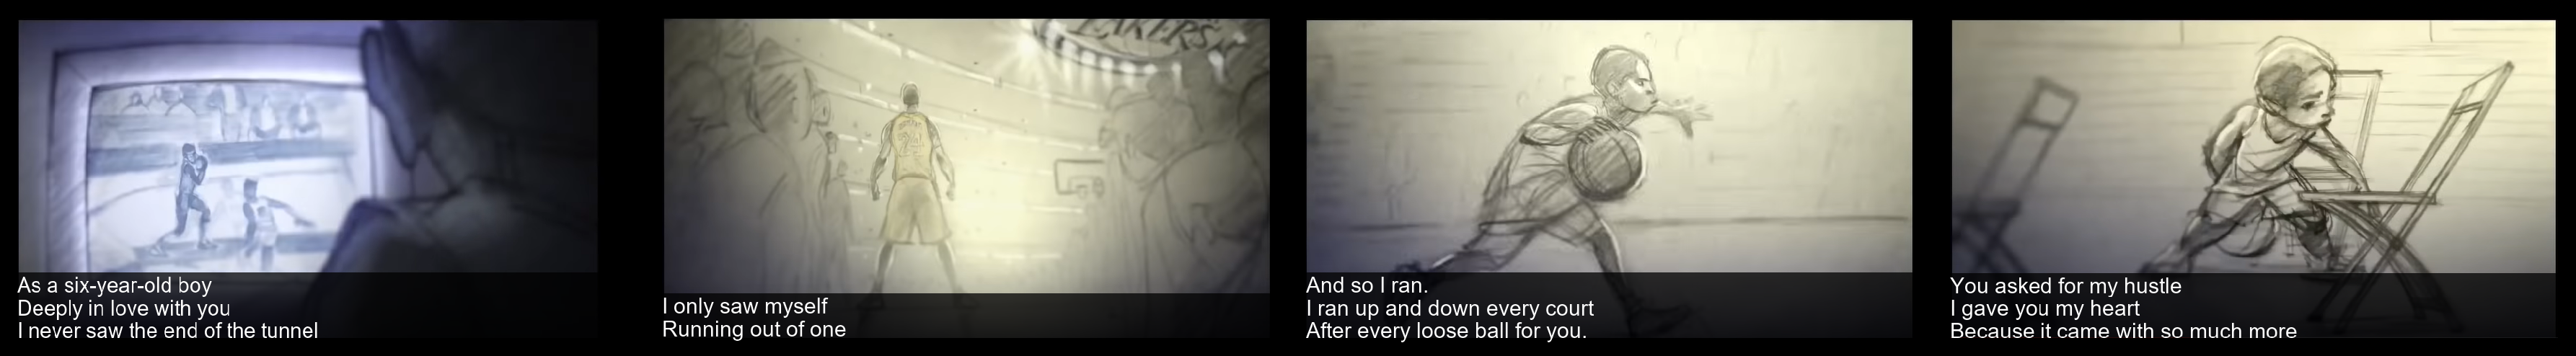 As a six-year-old boy
Deeply in love with you
I never saw the end of the tunnel
LAKERS
I only saw myself
Running out of one
And so I ran.
I ran up and down every court
After every loose ball for you.
You asked for my hustle
I gave you my heart
Because it came with so much more